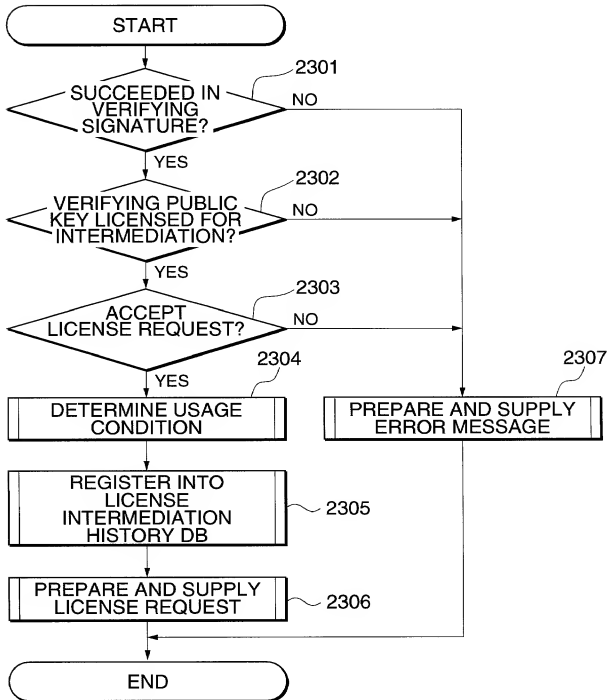 START
2301
SUCCEEDED IN
VERIFYING
SIGNATURE?
NO
YES
2302
VERIFYING PUBLIC
KEY LICENSED FOR
INTERMEDIATION?
NO
YES
2303
ACCEPT
LICENSE REQUEST?
NO
YES
2304
DETERMINE USAGE
CONDITION
2307
PREPARE AND SUPPLY
ERROR MESSAGE
REGISTER INTO
LICENSE
INTERMEDIATION
HISTORY DB
2305
PREPARE AND SUPPLY
LICENSE REQUEST
2306
END